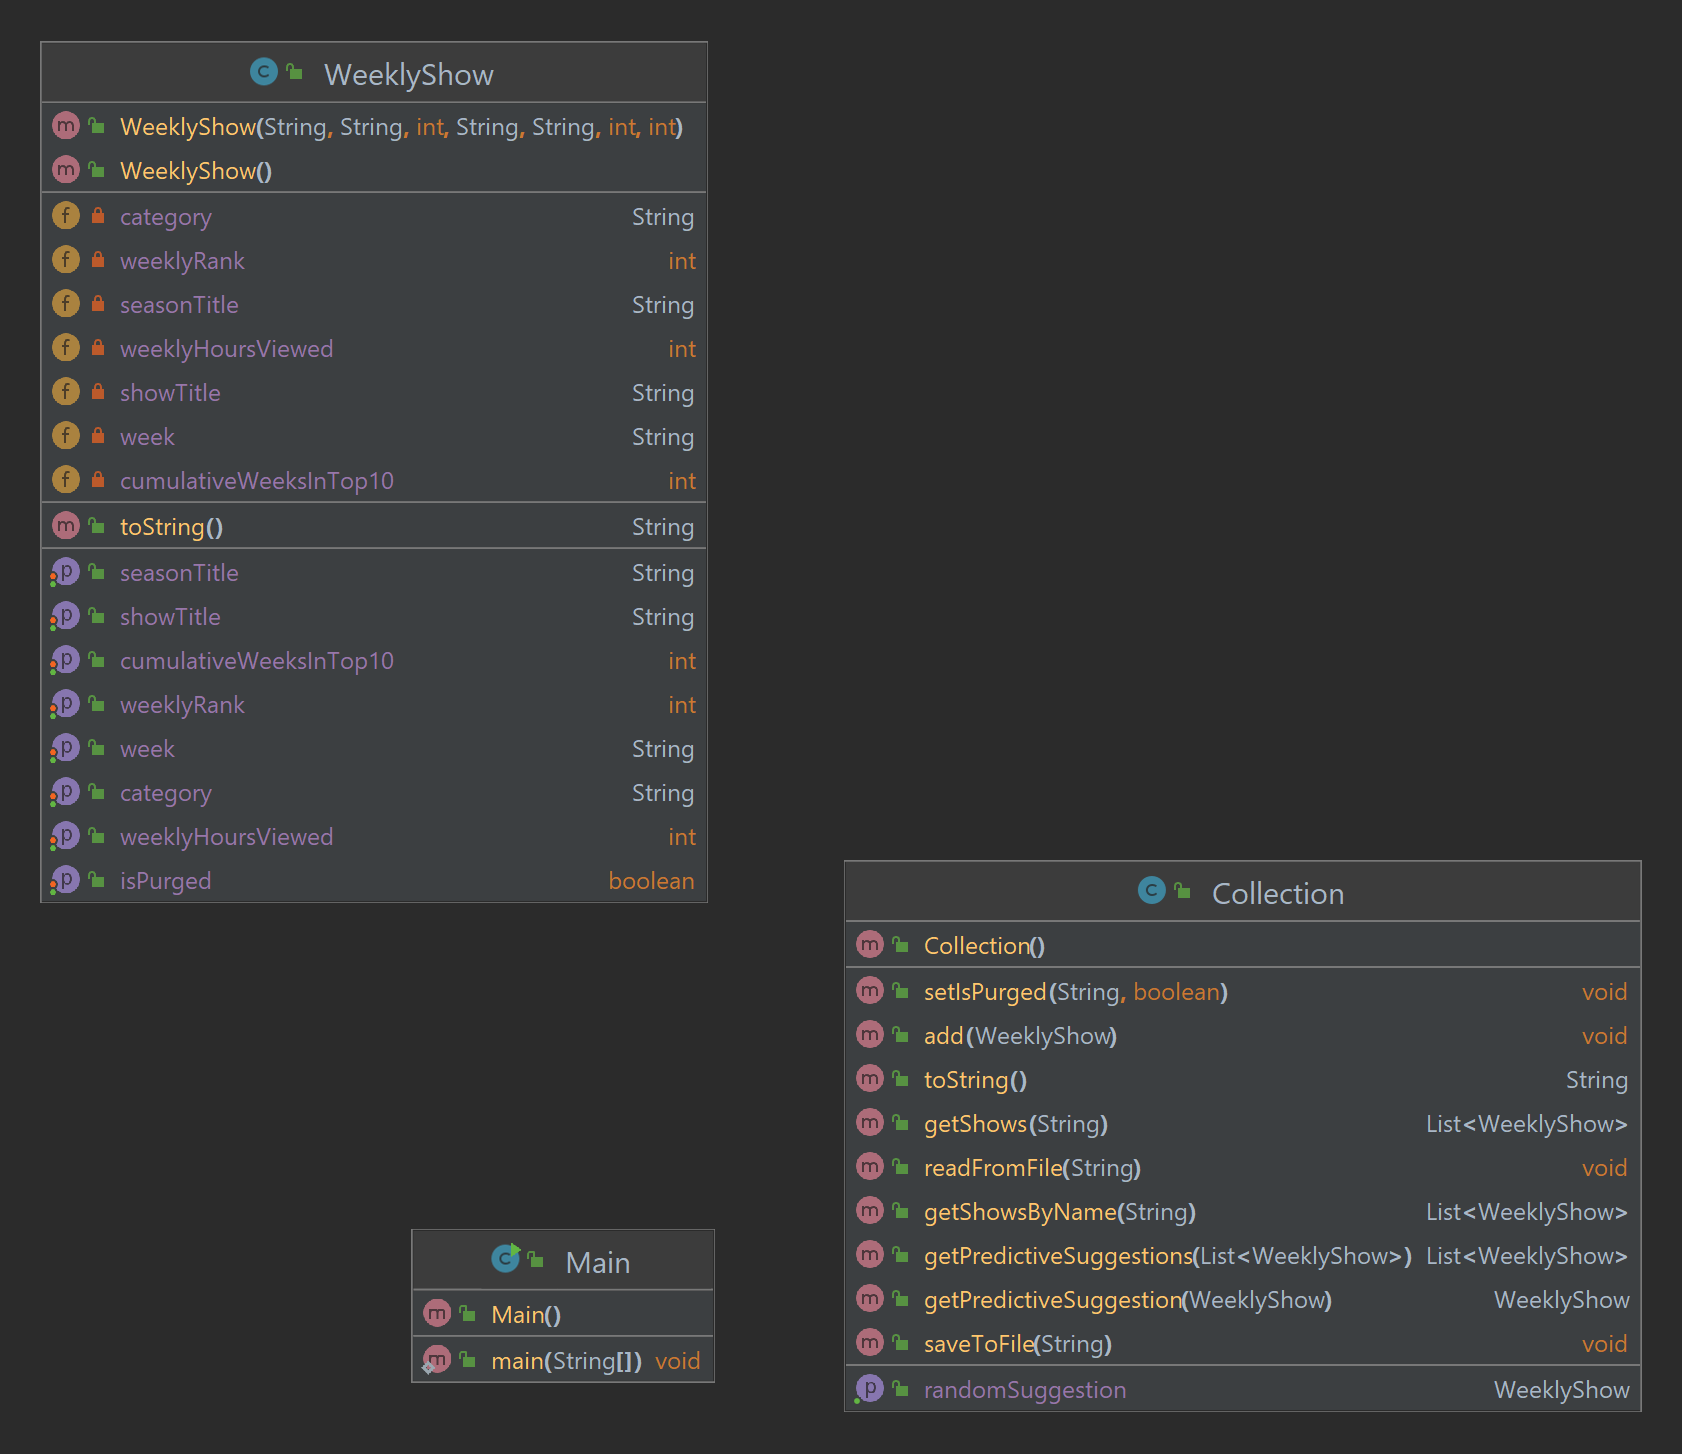 WeeklyShow
WeeklyShow(String, String, int, String, String, int, int)
WeeklyShow()
category String
weeklyRank int
seasonTitle String
weeklyHoursViewed int
showTitle String
week String
cumulativeWeeksInTop10 int
toString() String
seasonTitle String
showTitle String
cumulativeWeeksInTop10 int
weeklyRank int
week String
category String
weeklyHoursViewed int
isPurged boolean
Collection
Collection()
setIsPurged(String, boolean) void
add(WeeklyShow) void
toString() String
getShows(String) List<WeeklyShow>
readFromFile(String) void
getShowsByName(String) List<WeeklyShow>
getPredictiveSuggestions(List<WeeklyShow>) List<WeeklyShow>
getPredictiveSuggestion(WeeklyShow) WeeklyShow
saveToFile(String) void
randomSuggestion WeeklyShow
Main
Main()
main(String[]) void